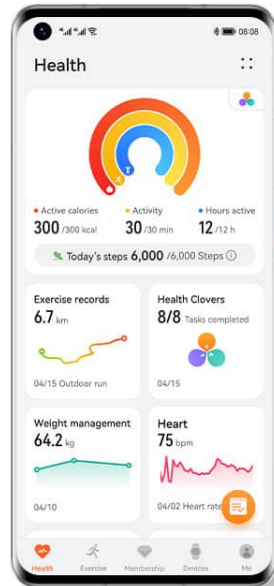 08:08
Health
Active calories
Activity
Hours active
300 /300 kcal
30 /30 min
12 /12 h
Today's steps 6,000 /6,000 Steps
Exercise records
6.7 km
04/15 Outdoor run
Health Clovers
8/8 Tasks completed
04/15
Weight management
64.2 kg
04/10
Heart
75 bpm
04/02 Heart rate
Health
Exercise
Membership
Devices
Me